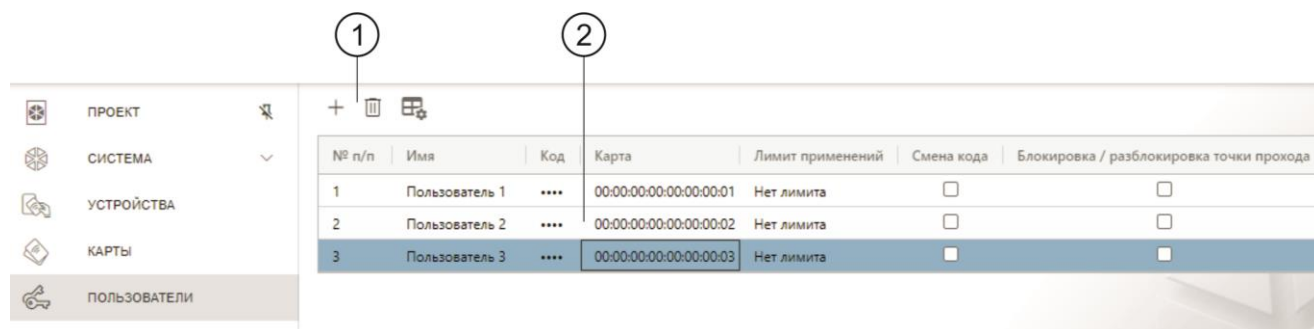 1 2
ПРОЕКТ
СИСТЕМА
УСТРОЙСТВА
КАРТЫ
ПОЛЬЗОВАТЕЛИ
№ п/п Имя Код Карта Лимит применений Смена кода Блокировка / разблокировка точки прохода
1 Пользователь 1 •••• 00:00:00:00:00:00:00:01 Нет лимита
2 Пользователь 2 •••• 00:00:00:00:00:00:00:02 Нет лимита
3 Пользователь 3 •••• 00:00:00:00:00:00:00:03 Нет лимита